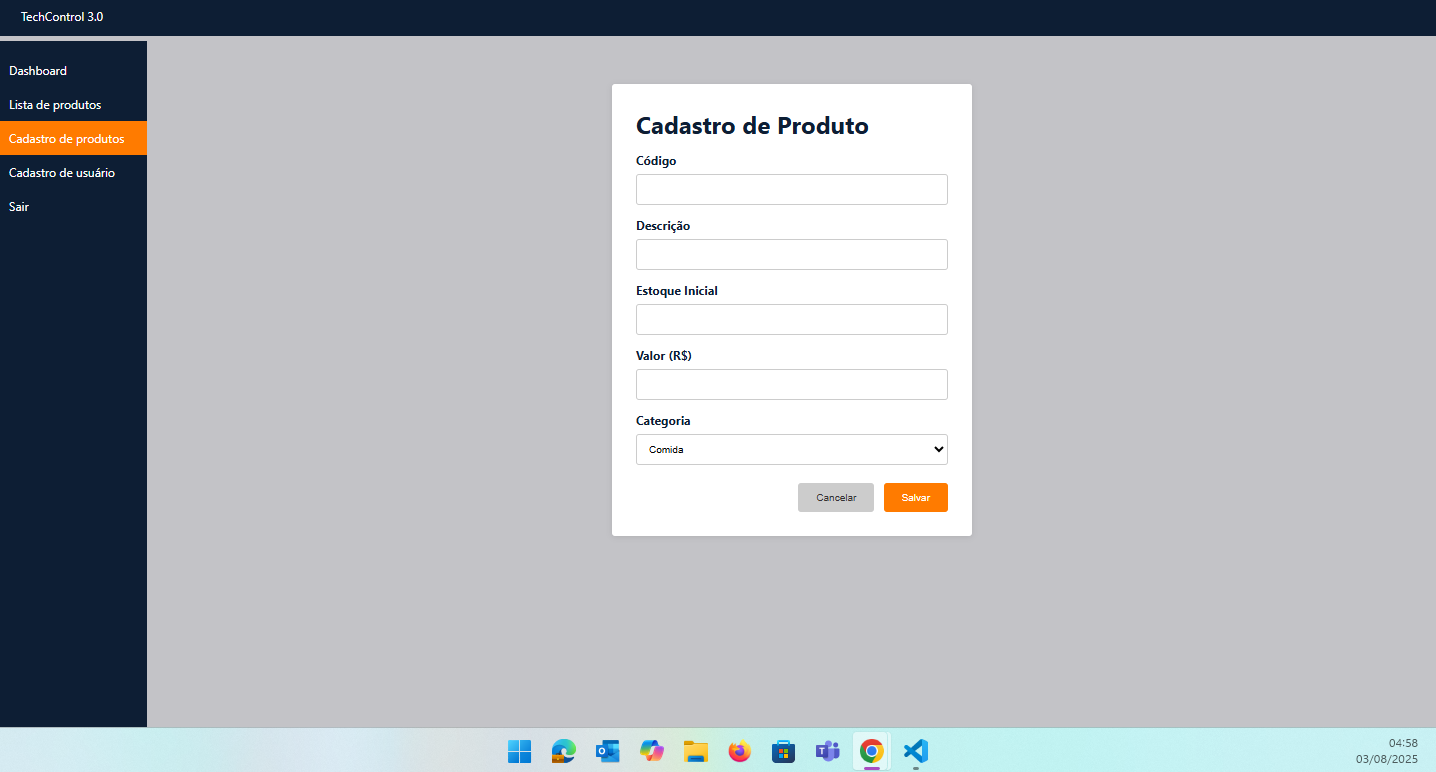 TechControl 3.0
Dashboard
Lista de produtos
Cadastro de produtos
Cadastro de usuário
Sair
Cadastro de Produto
Código
Descrição
Estoque Inicial
Valor (R$)
Categoria
Comida
Cancelar Salvar
04:58
03/08/2025